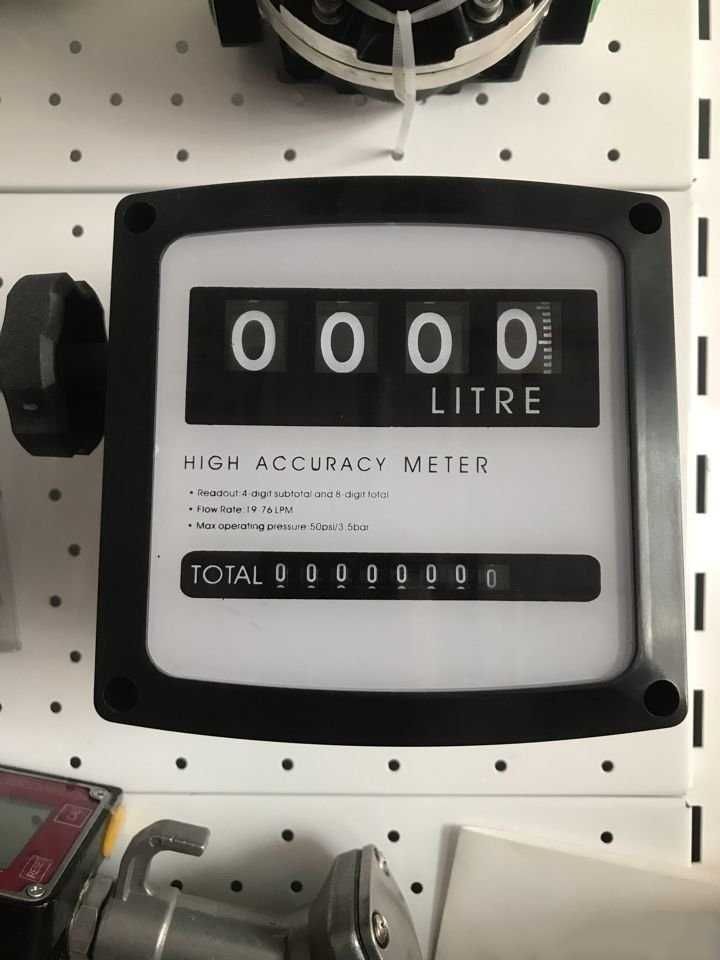 0000
LITRE
HIGH ACCURACY METER
• Readout:4-digit subtotal and 8-digit total
• Flow Rate:19-76 LPM
• Max operating pressure:50psi/3.5bar
TOTAL 00000000
RESET